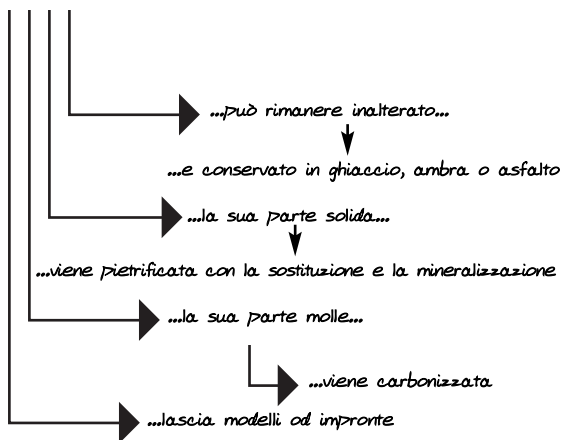 ...può rimanere inalterato...
...e conservato in ghiaccio, ambra o asfalto
...la sua parte solida...
...viene pietrificata con la sostituzione e la mineralizzazione
...la sua parte molle...
...viene carbonizzata
...lascia modelli od impronte